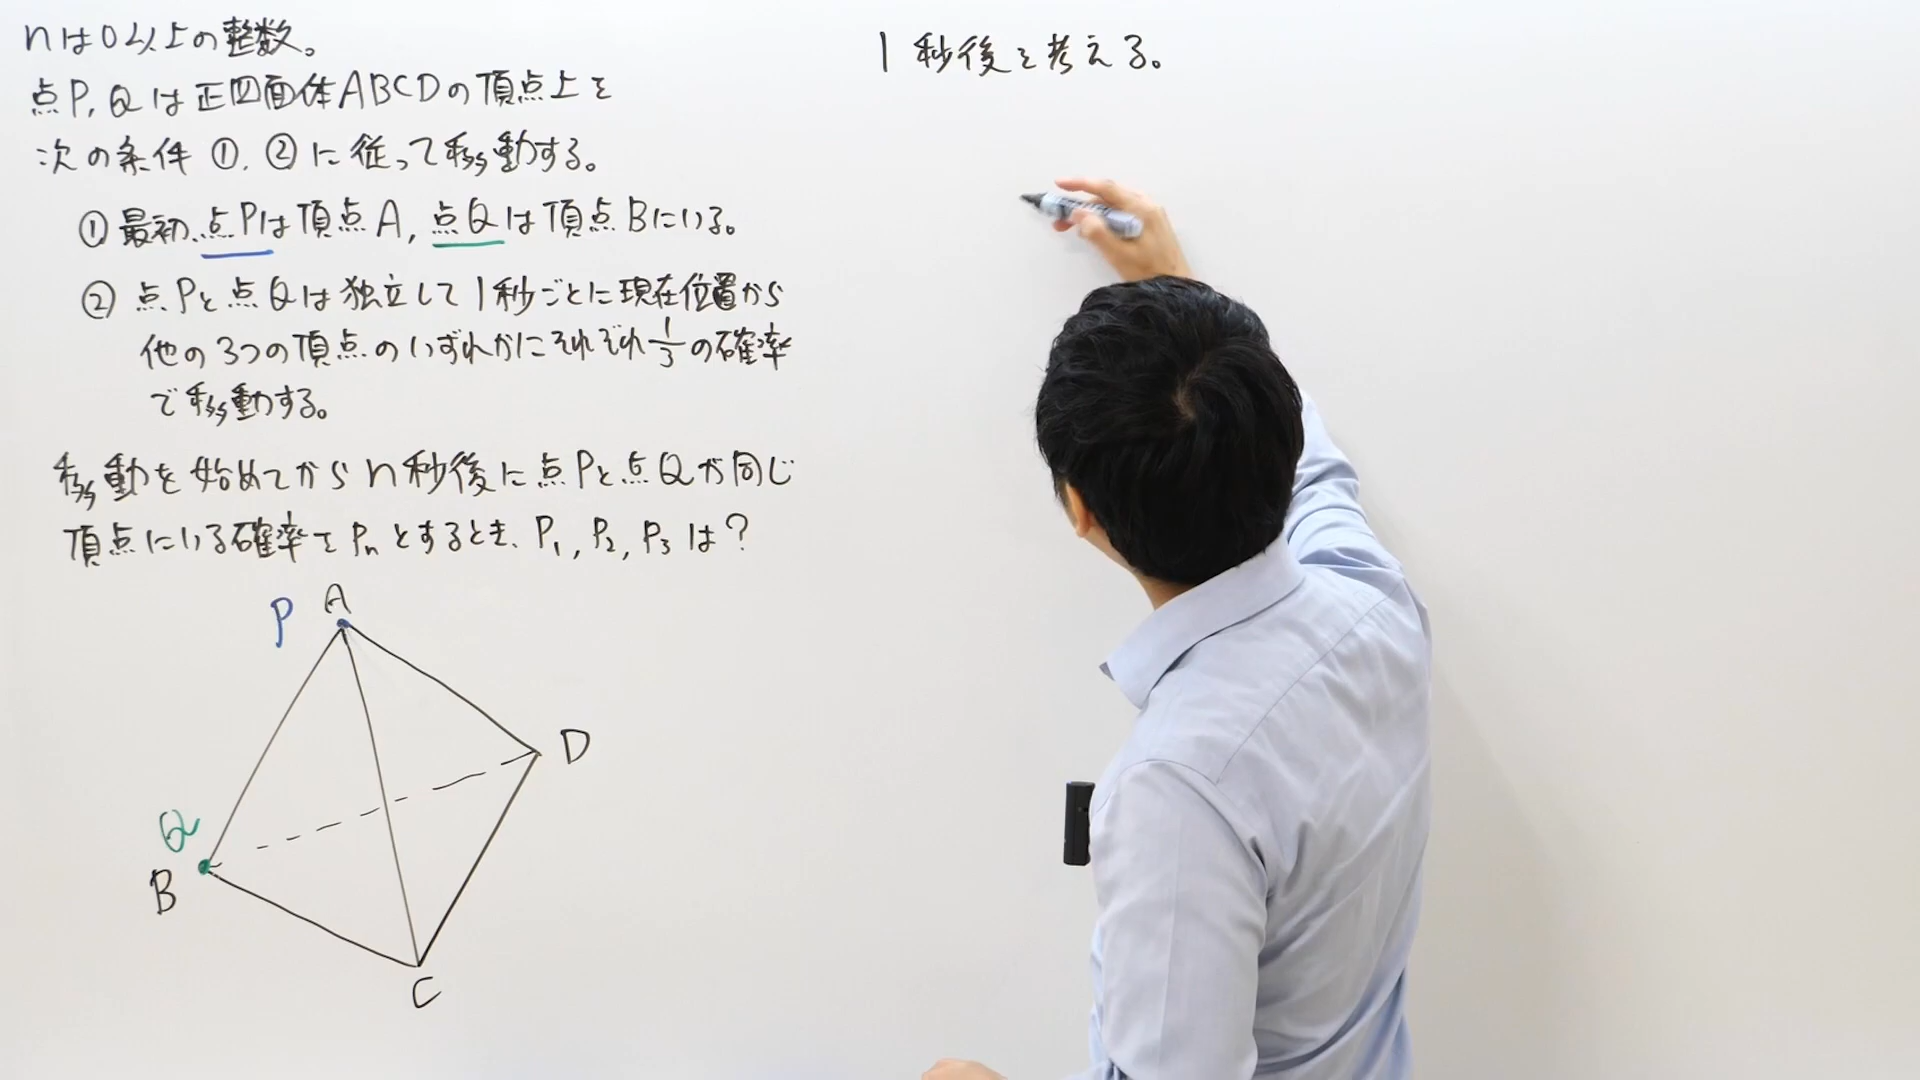 nは0以上の整数。
点P,Qは正四面体ABCDの頂点上を
次の条件①,②に従って移動する。
①最初、点Pは頂点A,点Qは頂点Bにいる。
②点Pと点Qは独立して1秒ごとに現在位置から
他の3つの頂点のいずれかにそれぞれ1/3の確率
で移動する。
移動を始めてからn秒後に点Pと点Qが同じ
頂点にいる確率をPnとするとき、P1,P2,P3は?
P A
D
Q
B
C
1秒後を考える。